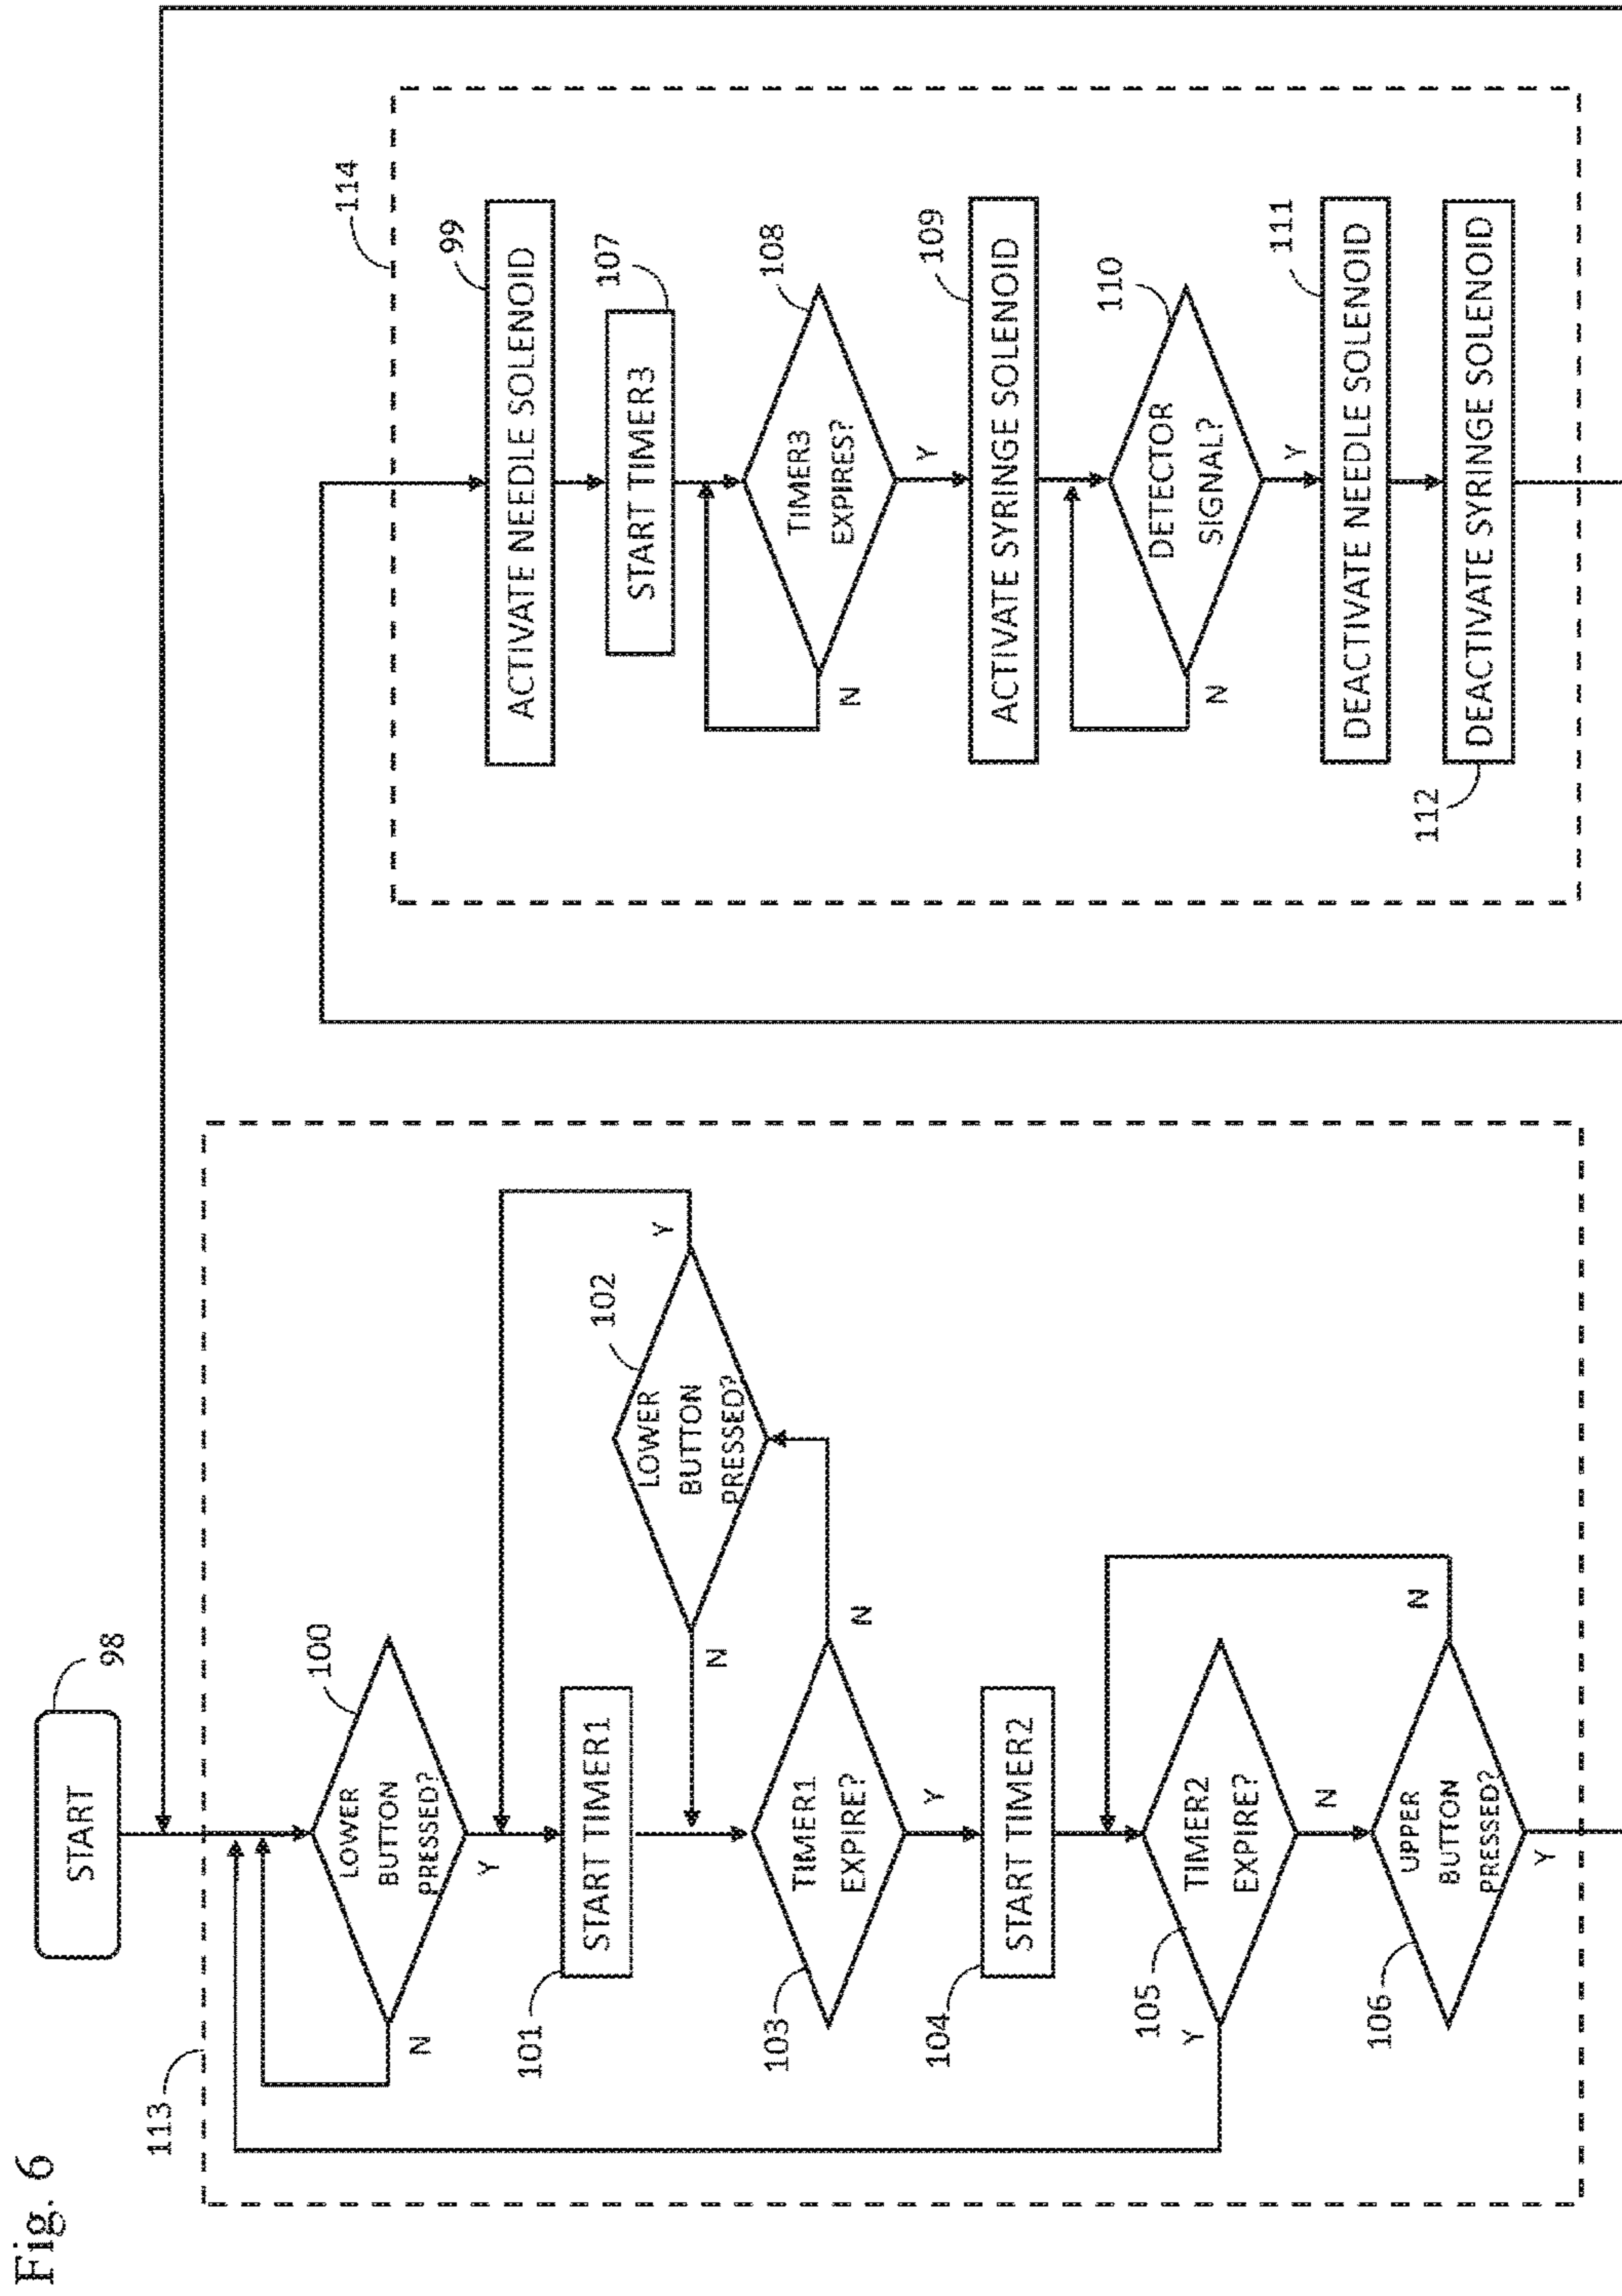 Fig. 6
START
98
113
LOWER
BUTTON
PRESSED?
100
N
Y
START TIMER1
101
LOWER
BUTTON
PRESSED?
102
Y
N
TIMER1
EXPIRE?
103
N
Y
START TIMER2
104
TIMER2
EXPIRE?
105
Y
N
UPPER
BUTTON
PRESSED?
106
N
Y
114
ACTIVATE NEEDLE SOLENOID
99
START TIMER3
107
TIMER3
EXPIRES?
108
N
Y
ACTIVATE SYRINGE SOLENOID
109
DETECTOR
SIGNAL?
110
N
Y
DEACTIVATE NEEDLE SOLENOID
111
DEACTIVATE SYRINGE SOLENOID
112